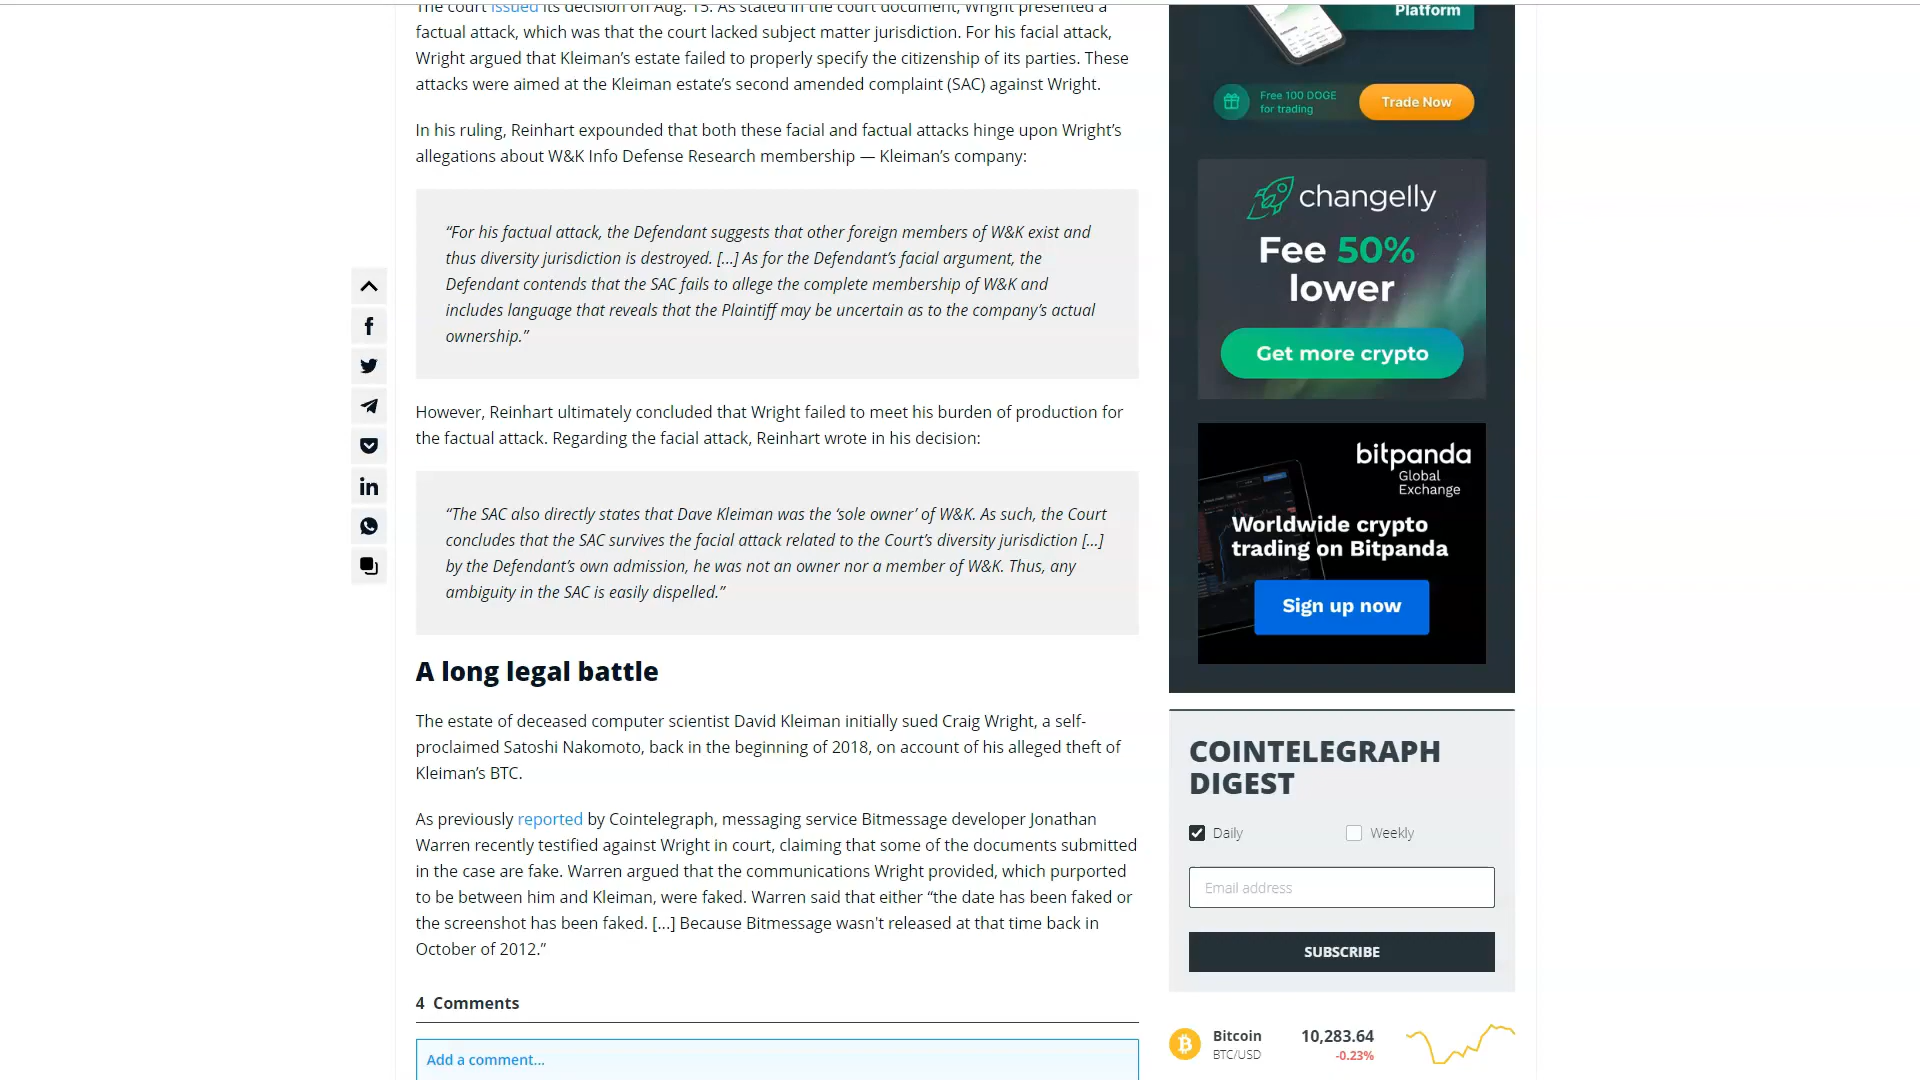 The court issued its decision on Aug. 15. As stated in the court document, Wright presented a
factual attack, which was that the court lacked subject matter jurisdiction. For his facial attack,
Wright argued that Kleiman’s estate failed to properly specify the citizenship of its parties. These
attacks were aimed at the Kleiman estate’s second amended complaint (SAC) against Wright.
In his ruling, Reinhart expounded that both these facial and factual attacks hinge upon Wright’s
allegations about W&K Info Defense Research membership — Kleiman’s company:
“For his factual attack, the Defendant suggests that other foreign members of W&K exist and
thus diversity jurisdiction is destroyed. [...] As for the Defendant’s facial argument, the
Defendant contends that the SAC fails to allege the complete membership of W&K and
includes language that reveals that the Plaintiff may be uncertain as to the company’s actual
ownership.”
However, Reinhart ultimately concluded that Wright failed to meet his burden of production for
the factual attack. Regarding the facial attack, Reinhart wrote in his decision:
“The SAC also directly states that Dave Kleiman was the ‘sole owner’ of W&K. As such, the Court
concludes that the SAC survives the facial attack related to the Court’s diversity jurisdiction [...]
by the Defendant’s own admission, he was not an owner nor a member of W&K. Thus, any
ambiguity in the SAC is easily dispelled.”
A long legal battle
The estate of deceased computer scientist David Kleiman initially sued Craig Wright, a self-
proclaimed Satoshi Nakomoto, back in the beginning of 2018, on account of his alleged theft of
Kleiman’s BTC.
As previously reported by Cointelegraph, messaging service Bitmessage developer Jonathan
Warren recently testified against Wright in court, claiming that some of the documents submitted
in the case are fake. Warren argued that the communications Wright provided, which purported
to be between him and Kleiman, were faked. Warren said that either “the date has been faked or
the screenshot has been faked. [...] Because Bitmessage wasn't released at that time back in
October of 2012.”
4 Comments
Add a comment...
Platform
Free 100 DOGE
for trading
Trade Now
changelly
Fee 50%
lower
Get more crypto
bitpanda
Global
Exchange
Worldwide crypto
trading on Bitpanda
Sign up now
COINTELEGRAPH
DIGEST
Daily
Weekly
Email address
SUBSCRIBE
Bitcoin
BTC/USD
10,283.64
-0.23%